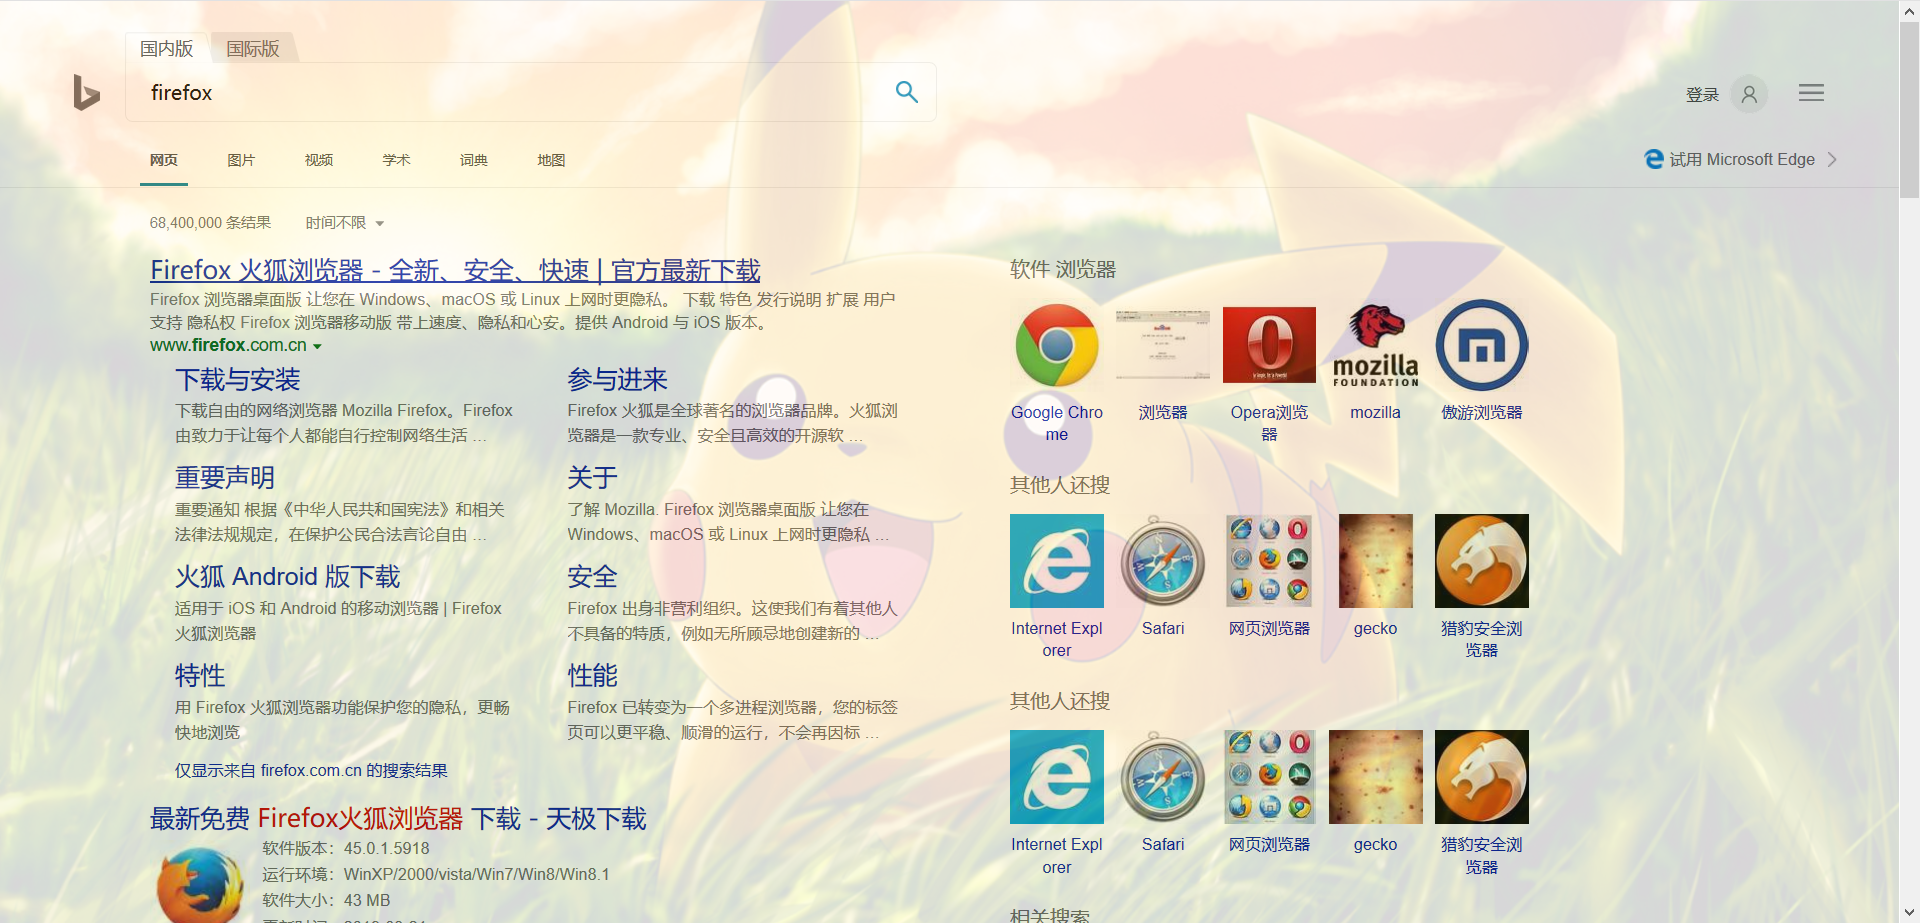 国内版 国际版
firefox
登录
网页 图片 视频 学术 词典 地图
试用 Microsoft Edge
68,400,000 条结果 时间不限
Firefox 火狐浏览器 - 全新、安全、快速 | 官方最新下载
Firefox 浏览器桌面版 让您在 Windows、macOS 或 Linux 上网时更隐私。 下载 特色 发行说明 扩展 用户
支持 隐私权 Firefox 浏览器移动版 带上速度、隐私和心安。提供 Android 与 iOS 版本。
www.firefox.com.cn
下载与安装
下载自由的网络浏览器 Mozilla Firefox。Firefox
由致力于让每个人都能自行控制网络生活 ...
参与进来
Firefox 火狐是全球著名的浏览器品牌。火狐浏
览器是一款专业、安全且高效的开源软 ...
重要声明
重要通知 根据《中华人民共和国宪法》和相关
法律法规规定，在保护公民合法言论自由 ...
关于
了解 Mozilla. Firefox 浏览器桌面版 让您在
Windows、macOS 或 Linux 上网时更隐私 ...
火狐 Android 版下载
适用于 iOS 和 Android 的移动浏览器 | Firefox
火狐浏览器
安全
Firefox 出身非营利组织。这使我们有着其他人
不具备的特质，例如无所顾忌地创建新的 ...
特性
用 Firefox 火狐浏览器功能保护您的隐私，更畅
快地浏览
性能
Firefox 已转变为一个多进程浏览器，您的标签
页可以更平稳、顺滑的运行，不会再因标 ...
仅显示来自 firefox.com.cn 的搜索结果
最新免费 Firefox火狐浏览器 下载 - 天极下载
软件版本：45.0.1.5918
运行环境：WinXP/2000/vista/Win7/Win8/Win8.1
软件大小：43 MB
软件 浏览器
mozilla
FOUNDATION
Google Chro
me
浏览器
Opera浏览
器
mozilla
傲游浏览器
其他人还搜
Internet Expl
orer
Safari
网页浏览器
gecko
猎豹安全浏
览器
其他人还搜
Internet Expl
orer
Safari
网页浏览器
gecko
猎豹安全浏
览器
相关搜索